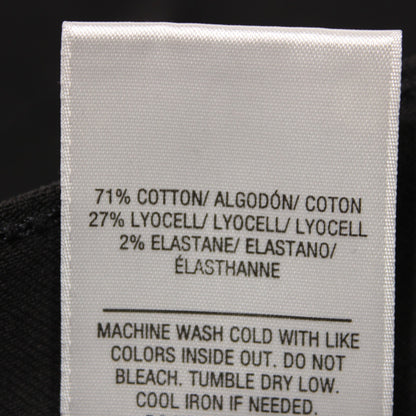 71% COTTON/ ALGODÓN/ COTON
27% LYOCELL/ LYOCELL/ LYOCELL
2% ELASTANE/ ELASTANO/
ÉLASTHANNE
MACHINE WASH COLD WITH LIKE
COLORS INSIDE OUT. DO NOT
BLEACH. TUMBLE DRY LOW.
COOL IRON IF NEEDED.